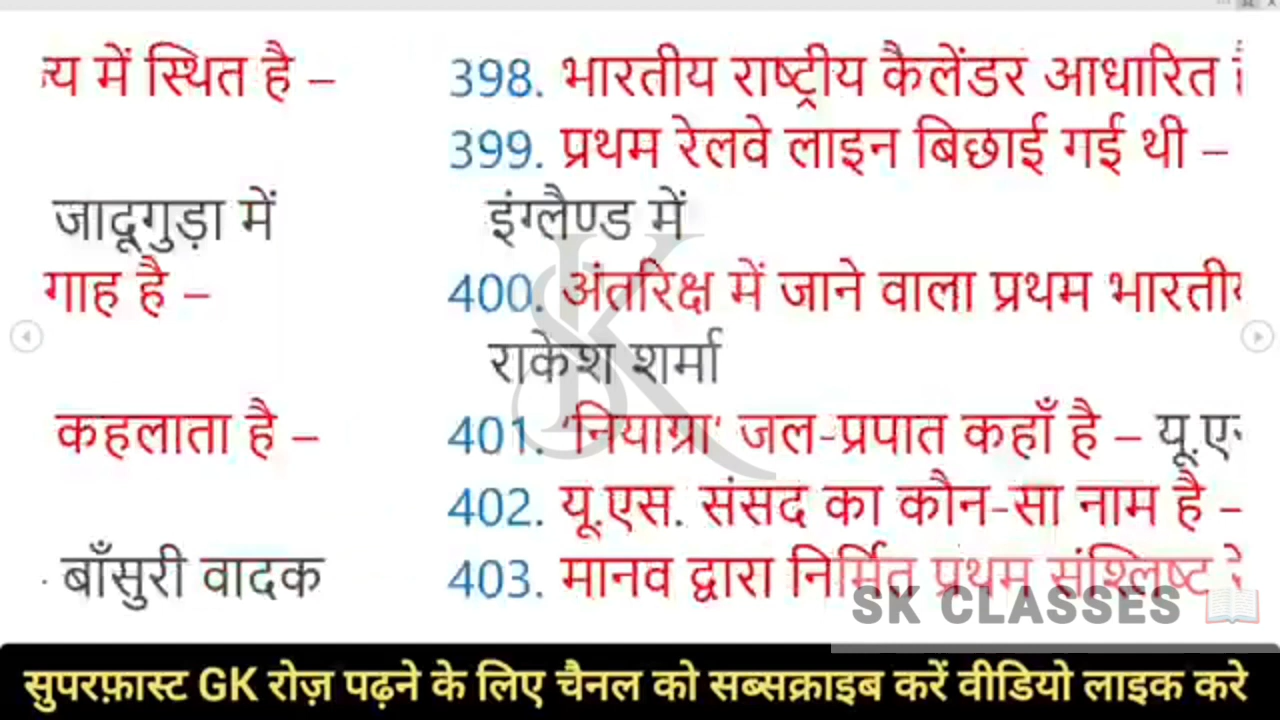 में स्थित है –
जादूगुड़ा में
गाह है –
कहलाता है –
बाँसुरी वादक
398. भारतीय राष्ट्रीय कैलेंडर आधारित
399. प्रथम रेलवे लाइन बिछाई गई थी –
इंग्लैण्ड में
400. अंतरिक्ष में जाने वाला प्रथम
राकेश शर्मा
401. 'नियाग्रा' जल-प्रपात कहाँ है –
402. यू.एस. संसद का कौन-सा नाम है –
403. मानव द्वारा निर्मित प्रथम संश्लिष्ट
SK CLASSES
सुपरफ़ास्ट GK रोज़ पढ़ने के लिए चैनल को सब्सक्राइब करें वीडियो लाइक करे